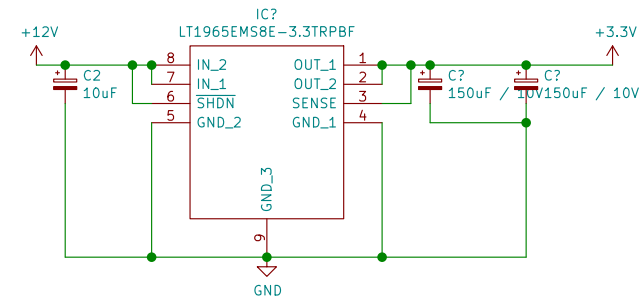 IC?
LT1965EMS8E-3.3TRPBF
+12V
+3.3V
8 IN_2 OUT_1 1
7 IN_1 OUT_2 2
6 SHDN SENSE 3
5 GND_2 GND_1 4
C2
10uF
C?
150uF / 10V
C?
150uF / 10V
GND_3
9
GND